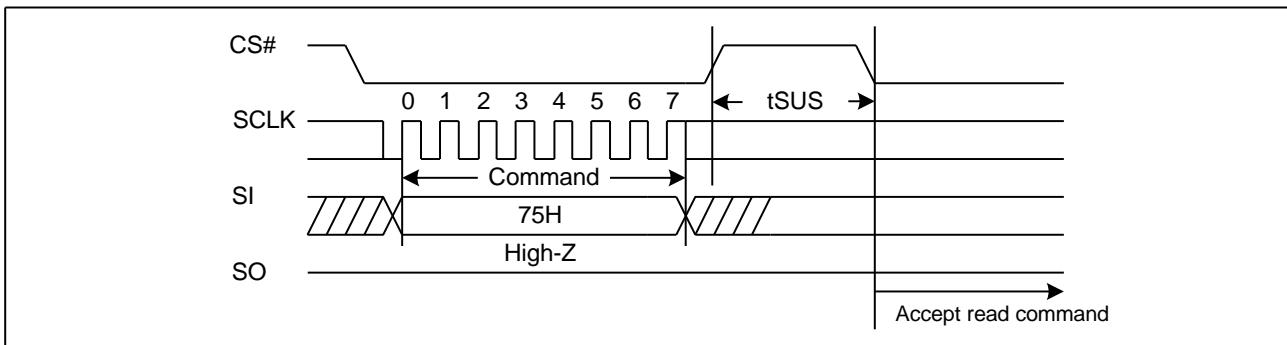 CS#
0 1 2 3 4 5 6 7
tSUS
SCLK
Command
SI
75H
High-Z
SO
Accept read command